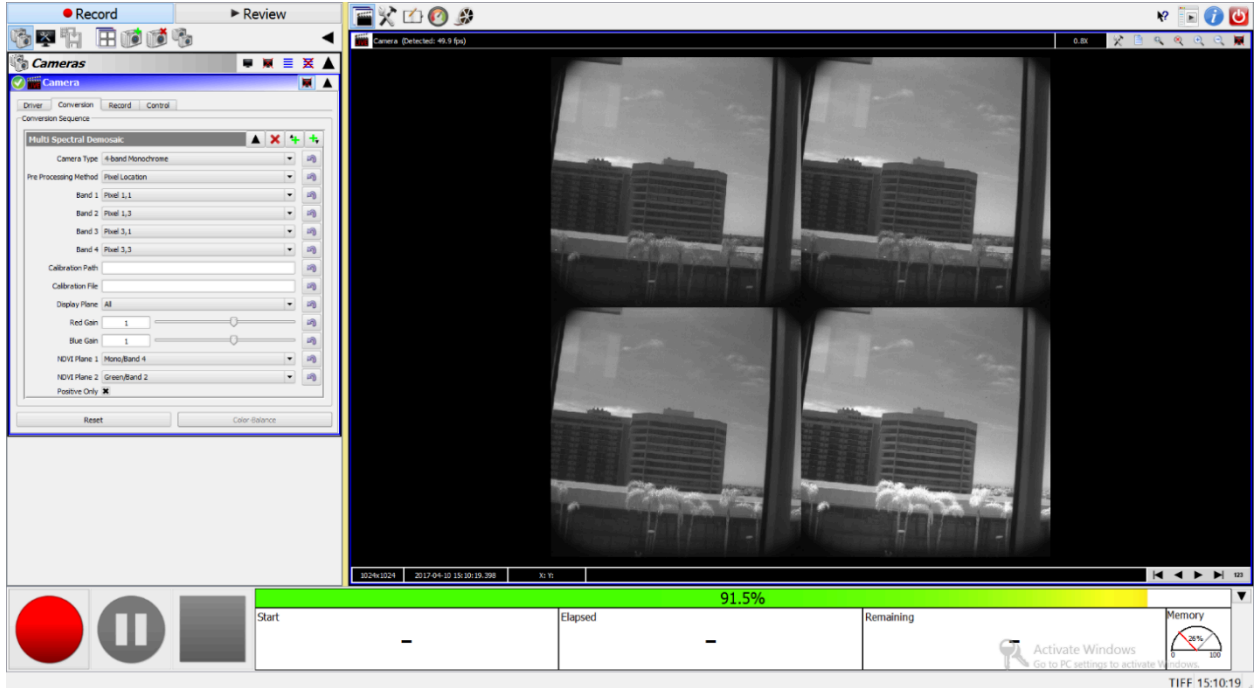 Record
Review
Cameras
Camera
Driver
Conversion
Record
Control
Conversion Sequence
Multi Spectral Demosaic
Camera Type 4-band Monochrome
Pre Processing Method Pixel Location
Band 1 Pixel 1,1
Band 2 Pixel 1,3
Band 3 Pixel 3,1
Band 4 Pixel 3,3
Calibration Path
Calibration File
Display Plane All
Red Gain 1
Blue Gain 1
NDVI Plane 1 Mono/Band 4
NDVI Plane 2 Green/Band 2
Positive Only
Reset
Color Balance
Camera (Detected: 49.9 fps)
0.8X
1024x1024
2017-04-10 15:10:19.398
X: Y:
123
91.5%
Start
-
Elapsed
-
Remaining
-
Memory
26%
0 100
Activate Windows
Go to PC settings to activate Windows.
TIFF 15:10:19